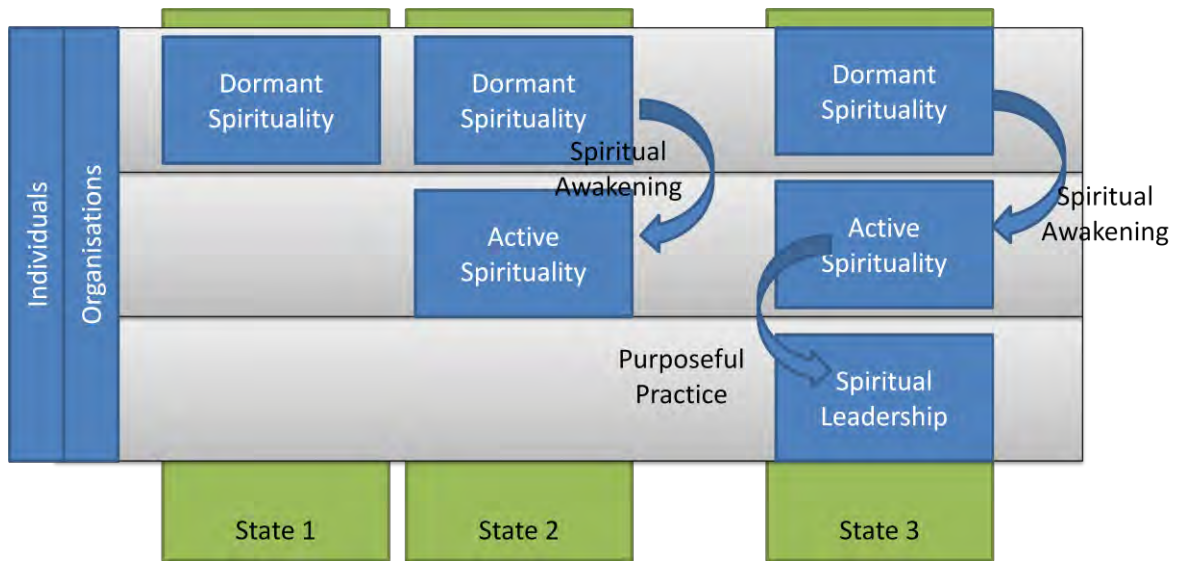 Individuals
Organisations
Dormant
Spirituality
Dormant
Spirituality
Dormant
Spirituality
Spiritual
Awakening
Spiritual
Awakening
Active
Spirituality
Active
Spirituality
Purposeful
Practice
Spiritual
Leadership
State 1
State 2
State 3